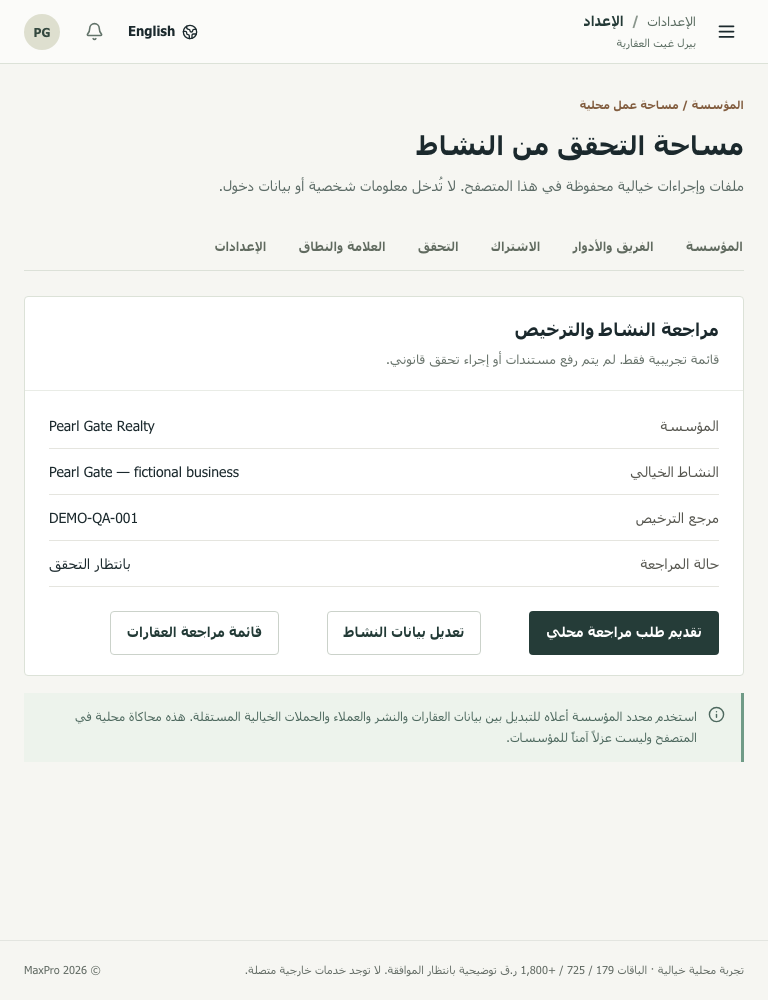 الإعدادات / الإعداد
بيرل غيت العقارية
English
PG
المؤسسة / مساحة عمل محلية
مساحة التحقق من النشاط
ملفات وإجراءات خيالية محفوظة في هذا المتصفح. لا تُدخل معلومات شخصية أو بيانات دخول.
المؤسسة
الفريق والأدوار
الاشتراك
التحقق
العلامة والنطاق
الإعدادات
مراجعة النشاط والترخيص
قائمة تجريبية فقط. لم يتم رفع مستندات أو إجراء تحقق قانوني.
المؤسسة Pearl Gate Realty
النشاط الخيالي Pearl Gate — fictional business
مرجع الترخيص DEMO-QA-001
حالة المراجعة بانتظار التحقق
تقديم طلب مراجعة محلي
تعديل بيانات النشاط
قائمة مراجعة العقارات
استخدم محدد المؤسسة أعلاه للتبديل بين بيانات العقارات والنشر والعملاء والحملات الخيالية المستقلة. هذه محاكاة محلية في
المتصفح وليست عزلاً آمناً للمؤسسات.
تجربة محلية خيالية · الباقات 179 / 725 / +1,800 ر.ق توضيحية بانتظار الموافقة. لا توجد خدمات خارجية متصلة.
MaxPro 2026 ©